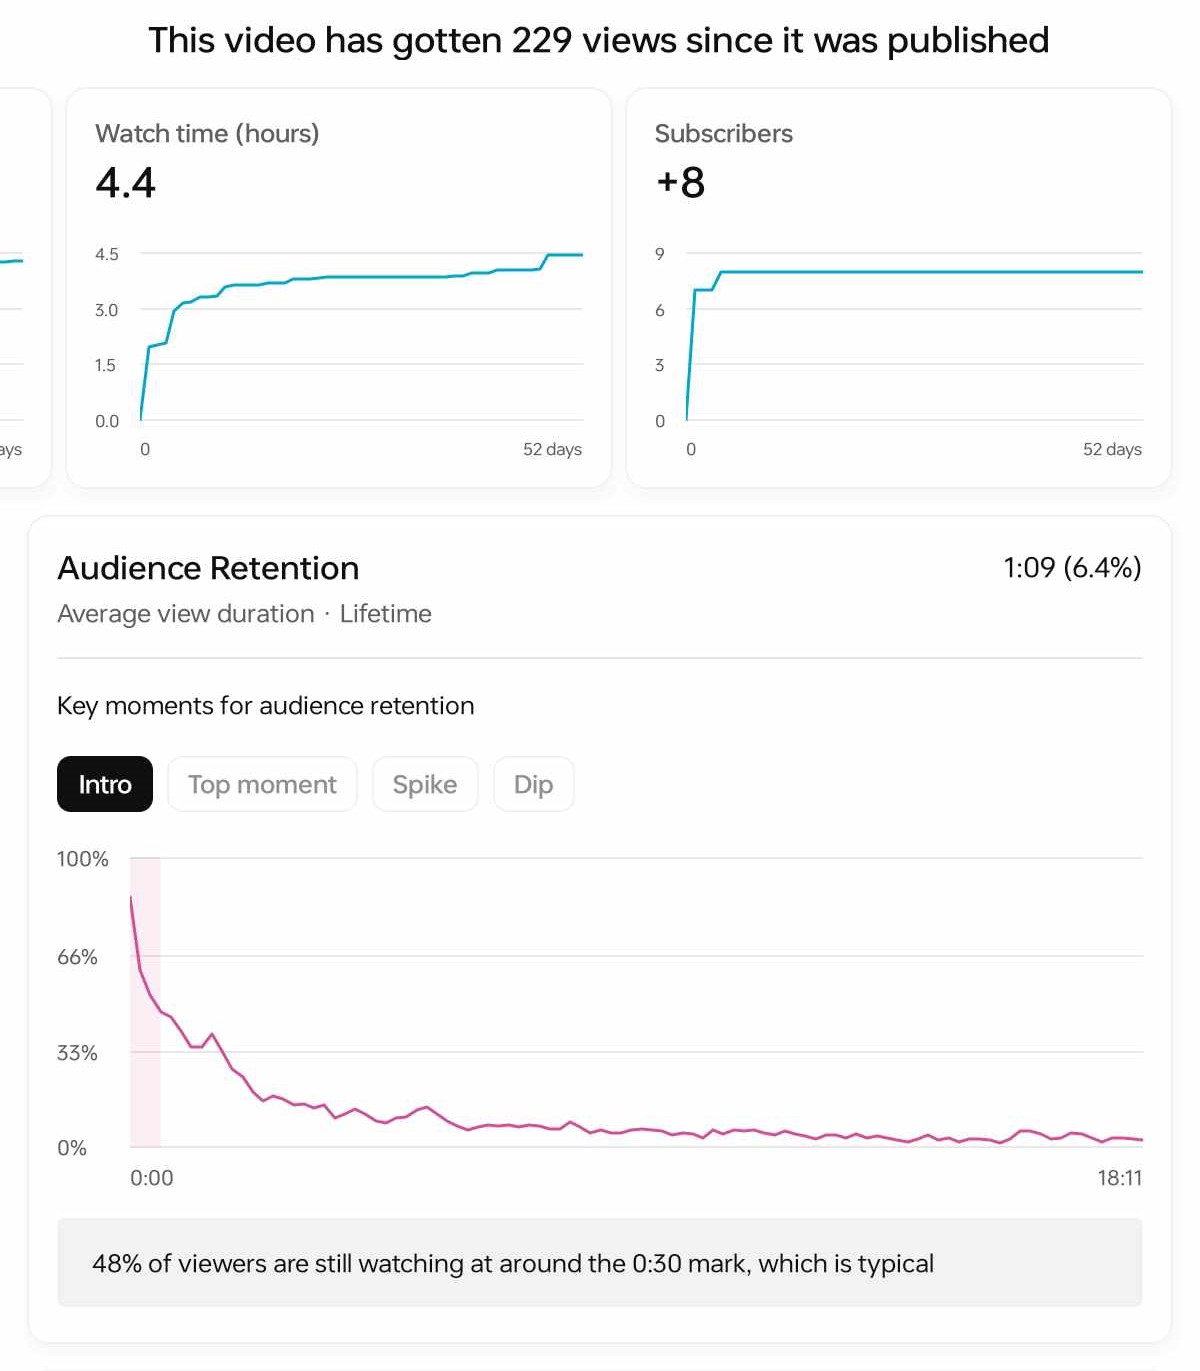 This video has gotten 229 views since it was published
ays
Watch time (hours)
4.4
4.5
3.0
1.5
0.0
0
52 days
Subscribers
+8
9
6
3
0
0
52 days
Audience Retention
1:09 (6.4%)
Average view duration · Lifetime
Key moments for audience retention
Intro
Top moment
Spike
Dip
100%
66%
33%
0%
0:00
18:11
48% of viewers are still watching at around the 0:30 mark, which is typical